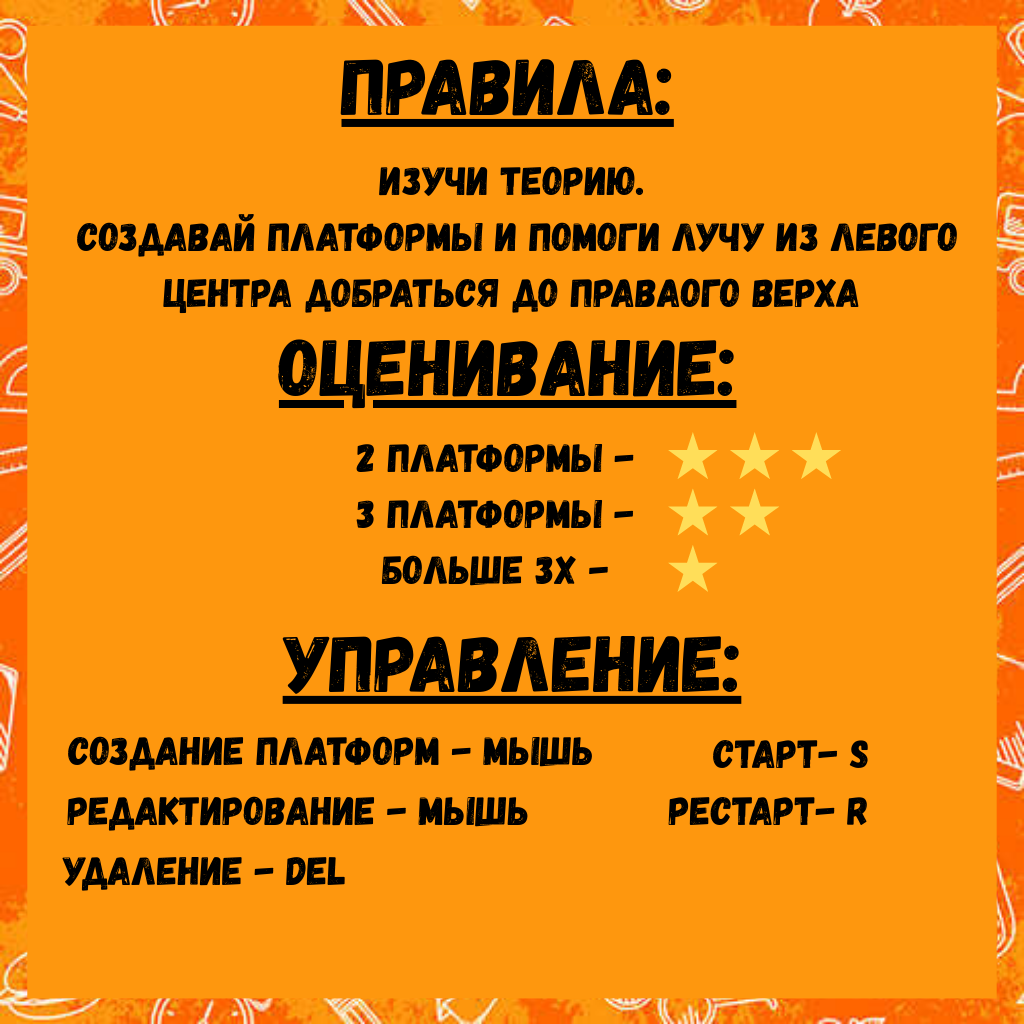 ПРАВИЛА:
ИЗУЧИ ТЕОРИЮ.
СОЗДАВАЙ ПЛАТФОРМЫ И ПОМОГИ ЛУЧУ ИЗ ЛЕВОГО
ЦЕНТРА ДОБРАТЬСЯ ДО ПРАВАОГО ВЕРХА
ОЦЕНИВАНИЕ:
2 ПЛАТФОРМЫ –
3 ПЛАТФОРМЫ –
БОЛЬШЕ 3Х –
УПРАВЛЕНИЕ:
СОЗДАНИЕ ПЛАТФОРМ – МЫШЬ
РЕДАКТИРОВАНИЕ – МЫШЬ
УДАЛЕНИЕ – DEL
СТАРТ– S
РЕСТАРТ– R